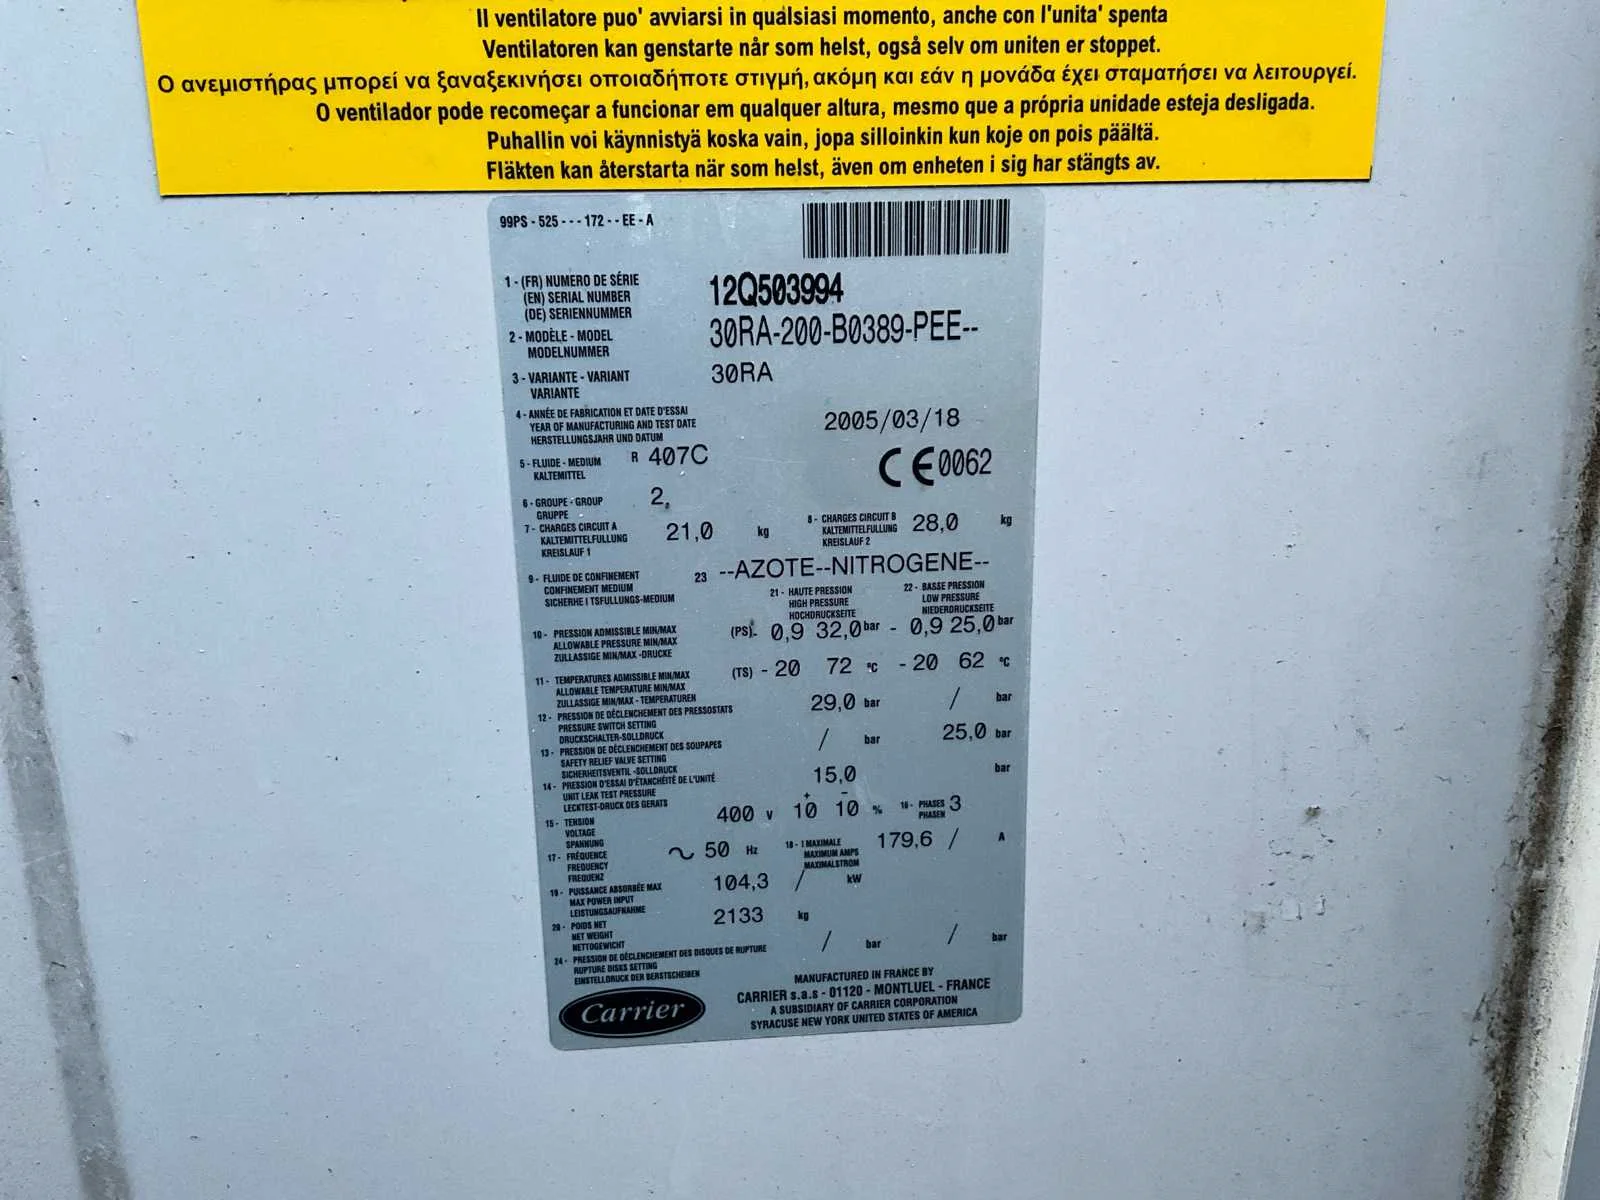 Il ventilatore puo' avviarsi in qualsiasi momento, anche con l'unita' spenta
Ventilatoren kan genstarte når som helst, også selv om uniten er stoppet.
Ο ανεμιστήρας μπορεί να ξαναξεκινήσει οποιαδήποτε στιγμή, ακόμη και εάν η μονάδα έχει σταματήσει να λειτουργεί.
O ventilador pode recomeçar a funcionar em qualquer altura, mesmo que a própria unidade esteja desligada.
Puhallin voi käynnistyä koska vain, jopa silloinkin kun koje on pois päältä.
Fläkten kan återstarta når som helst, även om enheten i sig har stängts av.
99PS - 525 - - - 172 - - EE - A
1 - (FR) NUMERO DE SÉRIE
(EN) SERIAL NUMBER 12Q503994
(DE) SERIENNUMMER
2 - MODÈLE - MODEL 30RA-200-B0389-PEE--
MODELNUMMER
3 - VARIANTE - VARIANT 30RA
VARIANTE
4 - ANNÉE DE FABRICATION ET DATE D'ESSAI
YEAR OF MANUFACTURING AND TEST DATE 2005/03/18
HERSTELLUNGSJAHR UND DATUM
5 - FLUIDE - MEDIUM R 407C CE0062
KALTEMITTEL
6 - GROUPE - GROUP 2,
GRUPPE
7 - CHARGES CIRCUIT A 21,0 kg 8 - CHARGES CIRCUIT B 28,0 kg
KALTEMITTELFULLUNG KALTEMITTELFULLUNG
KREISLAUF 1 KREISLAUF 2
9 - FLUIDE DE CONFINEMENT 23 --AZOTE--NITROGENE--
CONFINEMENT MEDIUM
SICHERHE I TSFULLUNGS-MEDIUM
21 - HAUTE PRESSION 22 - BASSE PRESSION
HIGH PRESSURE LOW PRESSURE
HOCHDRUCKSEITE NIEDERDRUCKSEITE
10 - PRESSION ADMISSIBLE MIN/MAX (PS)- 0,9 32,0 bar - 0,9 25,0 bar
ALLOWABLE PRESSURE MIN/MAX
ZULLASSIGE MIN/MAX -DRUCKE
11 - TEMPERATURES ADMISSIBLE MIN/MAX (TS) - 20 72 °C - 20 62 °C
ALLOWABLE TEMPERATURE MIN/MAX
ZULLASSIGE MIN/MAX - TEMPERATUREN
12 - PRESSION DE DÉCLENCHEMENT DES PRESSOSTATS 29,0 bar / bar
PRESSURE SWITCH SETTING
DRUCKSCHALTER-SOLLDRUCK
13 - PRESSION DE DÉCLENCHEMENT DES SOUPAPES / bar 25,0 bar
SAFETY RELIEF VALVE SETTING
SICHERHEITSVENTIL -SOLLDRUCK
14 - PRESSION D'ESSAI D'ÉTANCHÉITÉ DE L'UNITÉ 15,0 bar
UNIT LEAK TEST PRESSURE
LECKTEST-DRUCK DES GERATS
15 - TENSION 400 V + 10 - 10 % 16 - PHASES 3
VOLTAGE PHASEN
SPANNUNG
17 - FRÉQUENCE ~ 50 Hz 18 - I MAXIMALE 179,6 / A
FREQUENCY MAXIMUM AMPS
FREQUENZ MAXIMALSTROM
19 - PUISSANCE ABSORBÉE MAX 104,3 / kW
MAX POWER INPUT
LEISTUNGSAUFNAHME
20 - POIDS NET 2133 kg
NET WEIGHT
NETTOGEWICHT
24 - PRESSION DE DÉCLENCHEMENT DES DISQUES DE RUPTURE / bar / bar
RUPTURE DISKS SETTING
EINSTELLDRUCK DER BERSTSCHEIBEN
Carrier
MANUFACTURED IN FRANCE BY
CARRIER s.a.s - 01120 - MONTLUEL - FRANCE
A SUBSIDIARY OF CARRIER CORPORATION
SYRACUSE NEW YORK UNITED STATES OF AMERICA